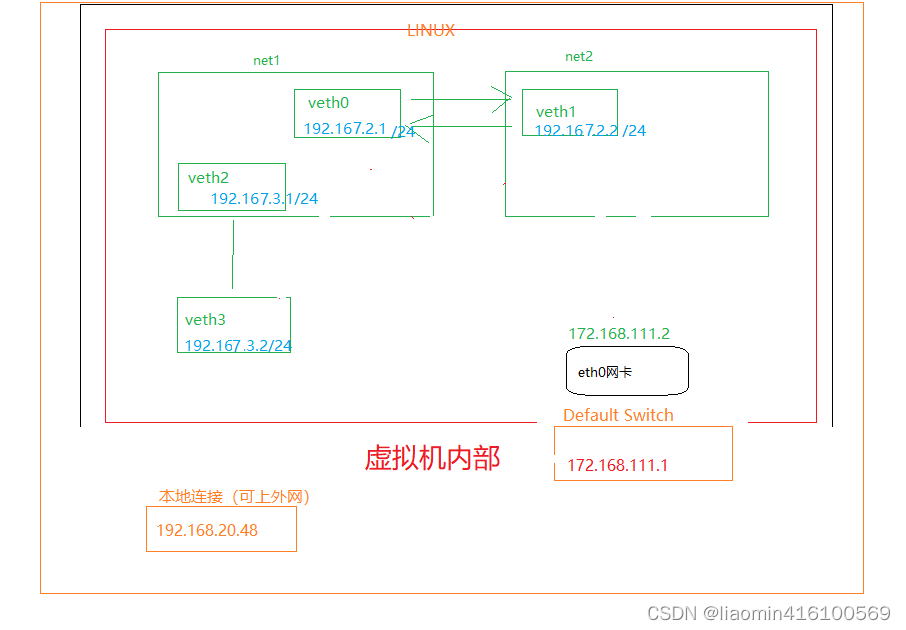 LINUX
net1
net2
veth0
192.167.2.1 /24
veth1
192.167.2.2 /24
veth2
192.167.3.1/24
veth3
192.167.3.2/24
172.168.111.2
eth0网卡
Default Switch
172.168.111.1
虚拟机内部
本地连接（可上外网）
192.168.20.48
CSDN @liaomin416100569